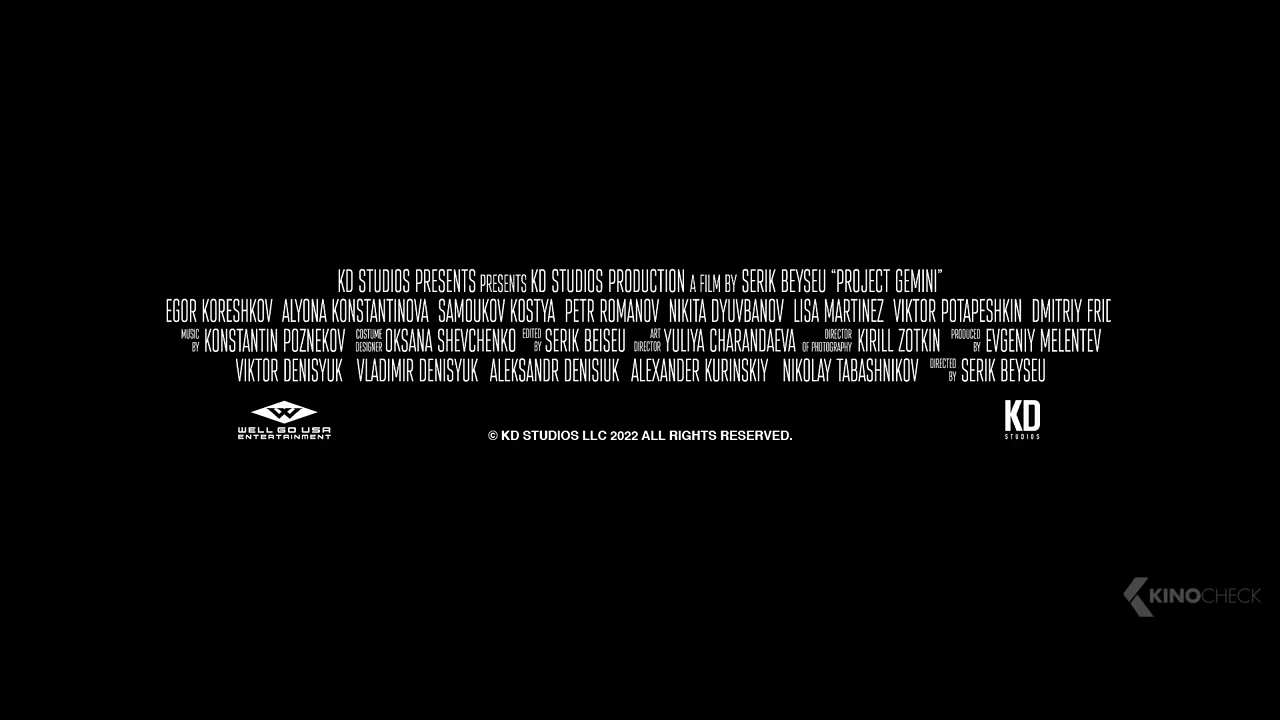 KD STUDIOS PRESENTS PRESENTS KD STUDIOS PRODUCTION A FILM BY SERIK BEYSEU “PROJECT GEMINI”
EGOR KORESHKOV ALYONA KONSTANTINOVA SAMOUKOV KOSTYA PETR ROMANOV NIKITA DYUVBANOV LISA MARTINEZ VIKTOR POTAPESHKIN DMITRIY FRID
MUSIC BY KONSTANTIN POZNEKOV COSTUME DESIGNER OKSANA SHEVCHENKO EDITED BY SERIK BEISEU ART DIRECTOR YULIYA CHARANDAEVA DIRECTOR OF PHOTOGRAPHY KIRILL ZOTKIN PRODUCED BY EVGENIY MELENTEV
VIKTOR DENISYUK VLADIMIR DENISYUK ALEKSANDR DENISIUK ALEXANDER KURINSKIY NIKOLAY TABASHNIKOV DIRECTED BY SERIK BEYSEU
WELL GO USA
ENTERTAINMENT
© KD STUDIOS LLC 2022 ALL RIGHTS RESERVED.
KD
STUDIOS
KINOCHECK